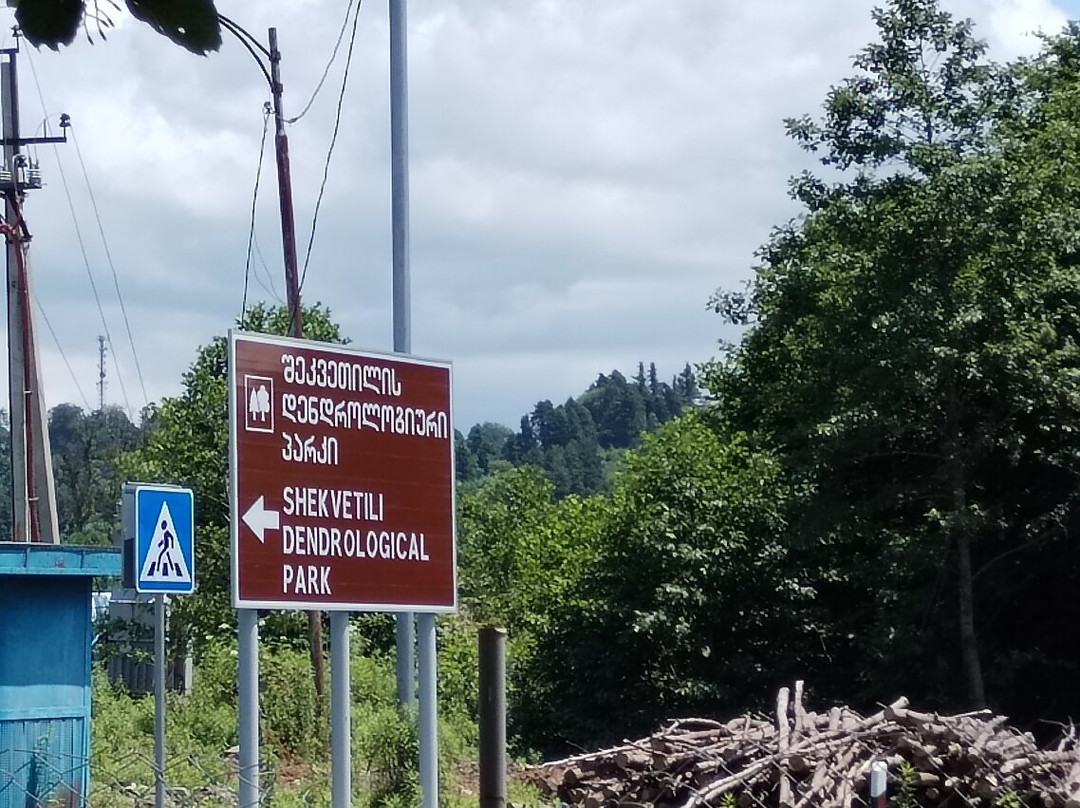 შეკვეთილის
დენდროლოგიური
პარკი
SHEKVETILI
DENDROLOGICAL
PARK